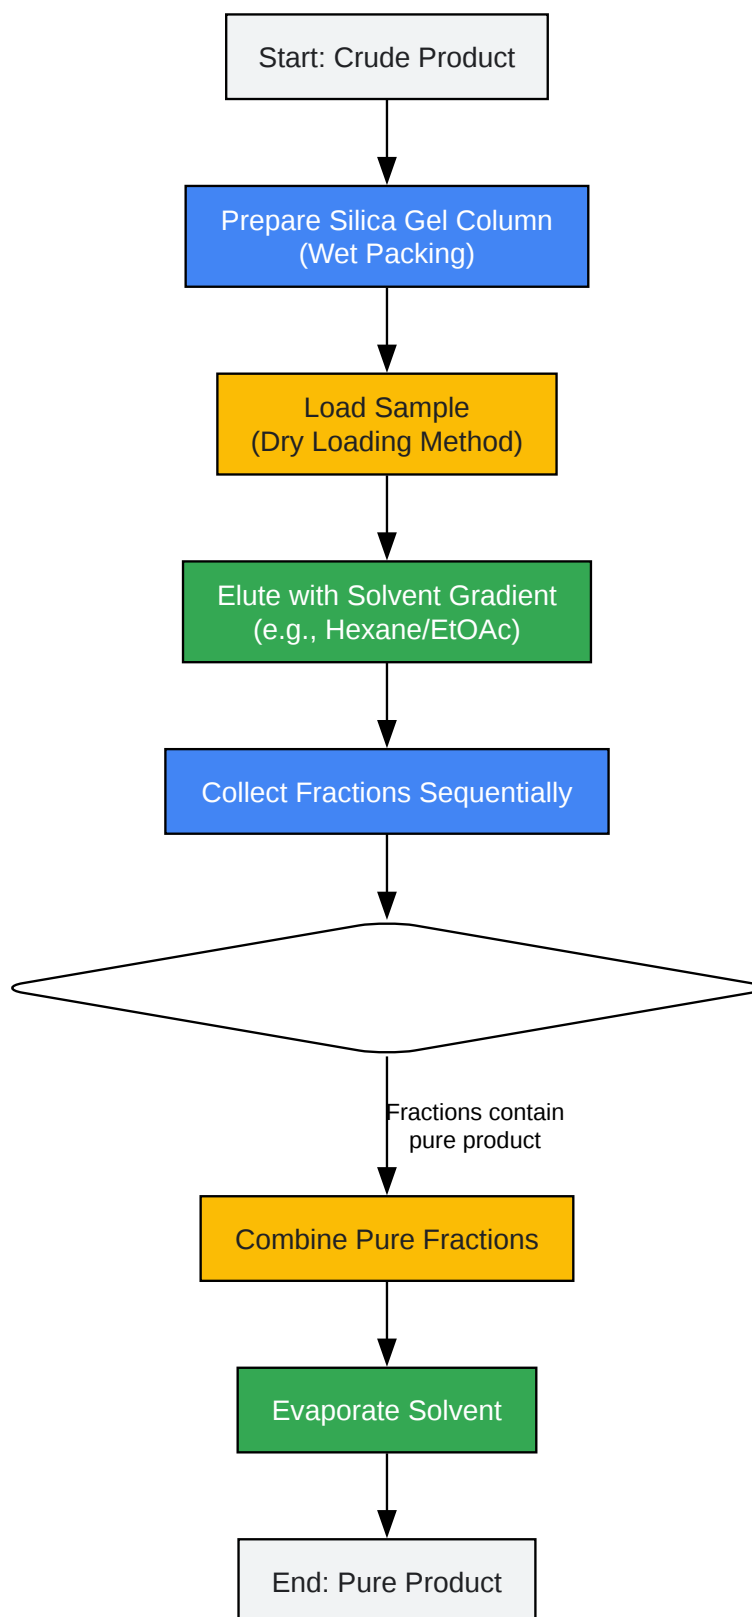 Start: Crude Product
Prepare Silica Gel Column
(Wet Packing)
Load Sample
(Dry Loading Method)
Elute with Solvent Gradient
(e.g., Hexane/EtOAc)
Collect Fractions Sequentially
Fractions contain
pure product
Combine Pure Fractions
Evaporate Solvent
End: Pure Product